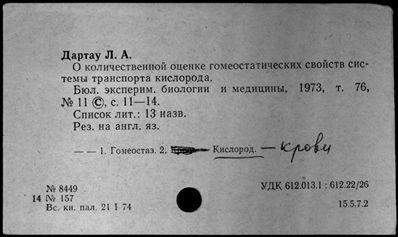 Дартау Л. А.
О количественной оценке гомеостатических свойств сис-
темы транспорта кислорода.
Бюл. эксперим. биологии и медицины, 1973, т. 76,
№ 11 ©, с. 11—14.
Список лит.: 13 назв.
Рез. на англ. яз.
— — 1. Гомеостаз. 2. Кислород. — крови
№ 8449
УДК 612.013.1 : 612.22/26
14 № 157
Вс. кн. пал. 21 I 74
15.5.7.2